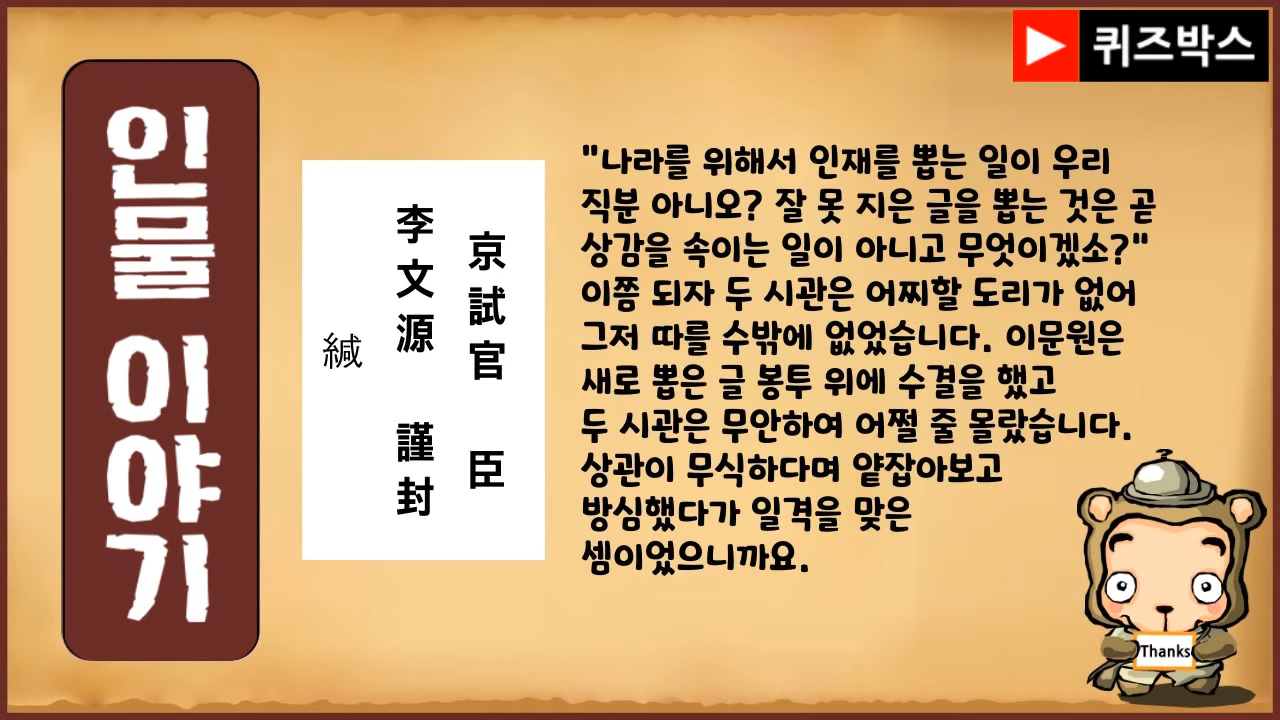 퀴즈박스
인물 이야기
京試官 臣
李文源 謹封
緘
"나라를 위해서 인재를 뽑는 일이 우리
직분 아니오? 잘 못 지은 글을 뽑는 것은 곧
상감을 속이는 일이 아니고 무엇이겠소?"
이쯤 되자 두 시관은 어찌할 도리가 없어
그저 따를 수밖에 없었습니다. 이문원은
새로 뽑은 글 봉투 위에 수결을 했고
두 시관은 무안하여 어쩔 줄 몰랐습니다.
상관이 무식하다며 얕잡아보고
방심했다가 일격을 맞은
셈이었으니까요.
Thanks